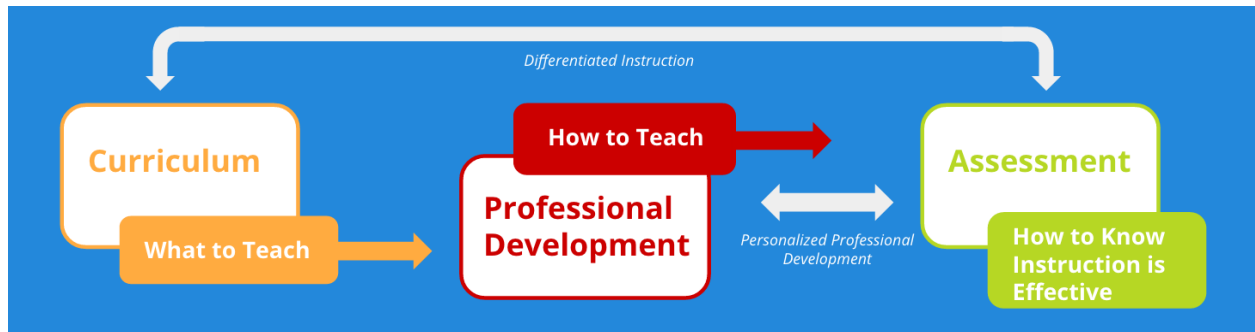 Differentiated Instruction
Curriculum
What to Teach
How to Teach
Professional
Development
Personalized Professional
Development
Assessment
How to Know
Instruction is
Effective